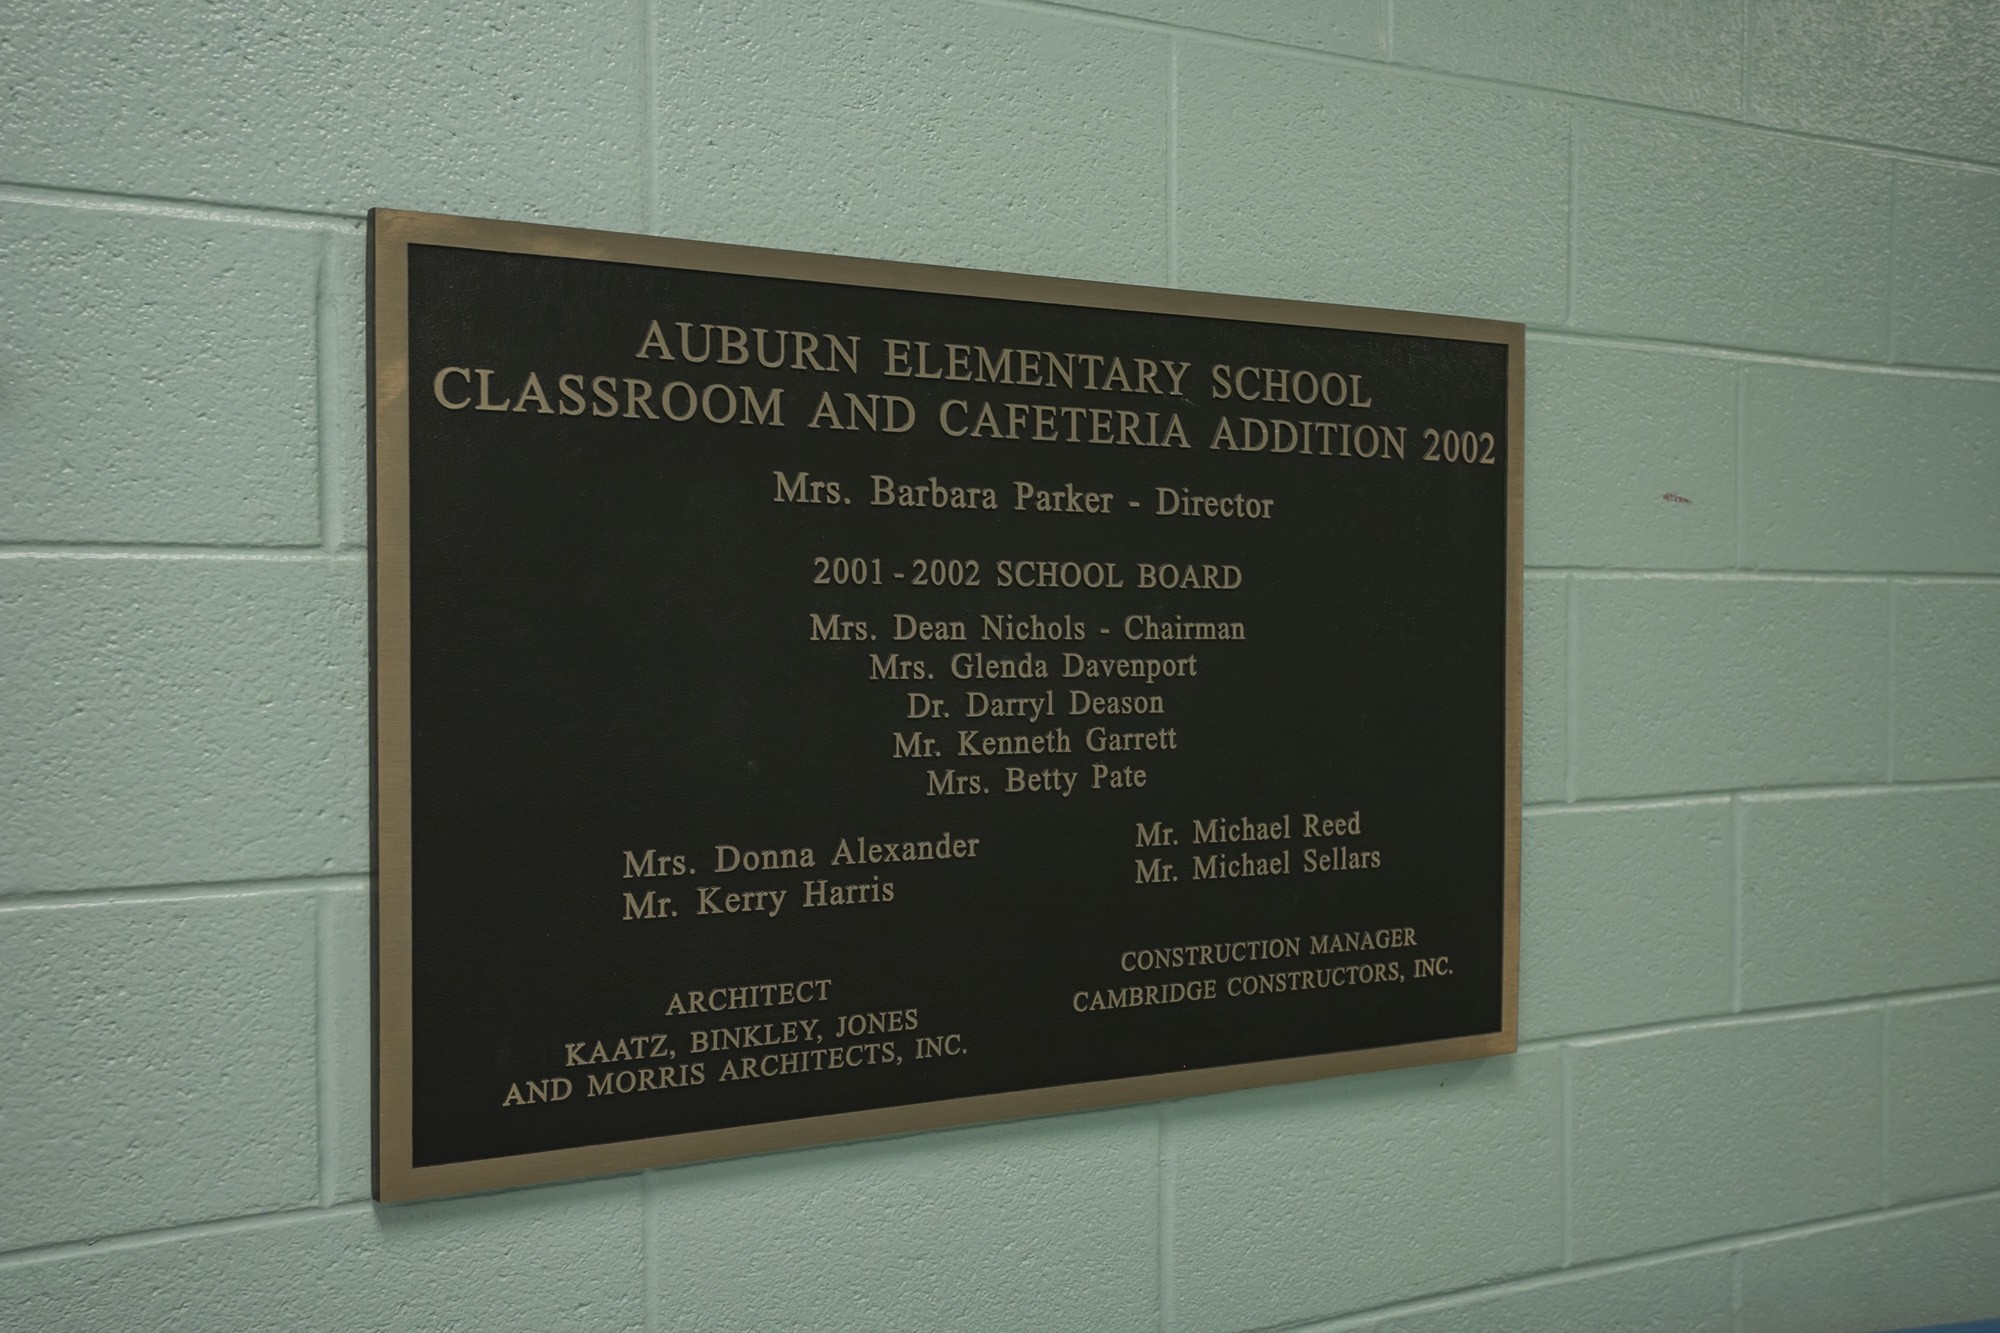 AUBURN ELEMENTARY SCHOOL
CLASSROOM AND CAFETERIA ADDITION 2002
Mrs. Barbara Parker - Director
2001 - 2002 SCHOOL BOARD
Mrs. Dean Nichols - Chairman
Mrs. Glenda Davenport
Dr. Darryl Deason
Mr. Kenneth Garrett
Mrs. Betty Pate
Mrs. Donna Alexander
Mr. Kerry Harris
Mr. Michael Reed
Mr. Michael Sellars
ARCHITECT
KAATZ, BINKLEY, JONES
AND MORRIS ARCHITECTS, INC.
CONSTRUCTION MANAGER
CAMBRIDGE CONSTRUCTORS, INC.